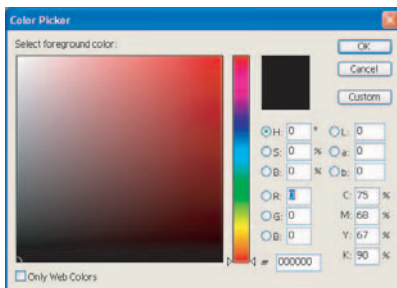 Color Picker
Select foreground color:
OK
Cancel
Custom
H: 0 °
L: 0
S: 0 %
a: 0
B: 0 %
b: 0
R: 0
C: 75 %
G: 0
M: 68 %
B: 0
Y: 67 %
# 000000
K: 90 %
Only Web Colors